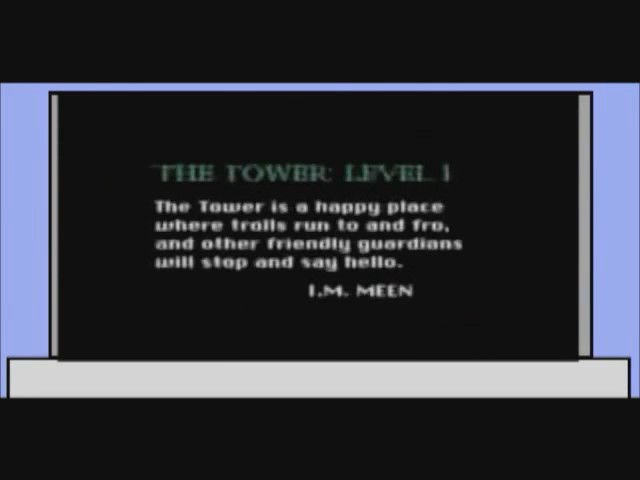 THE TOWER: LEVEL 1
The Tower is a happy place
where trolls run to and fro,
and other friendly guardians
will stop and say hello.
I.M. MEEN